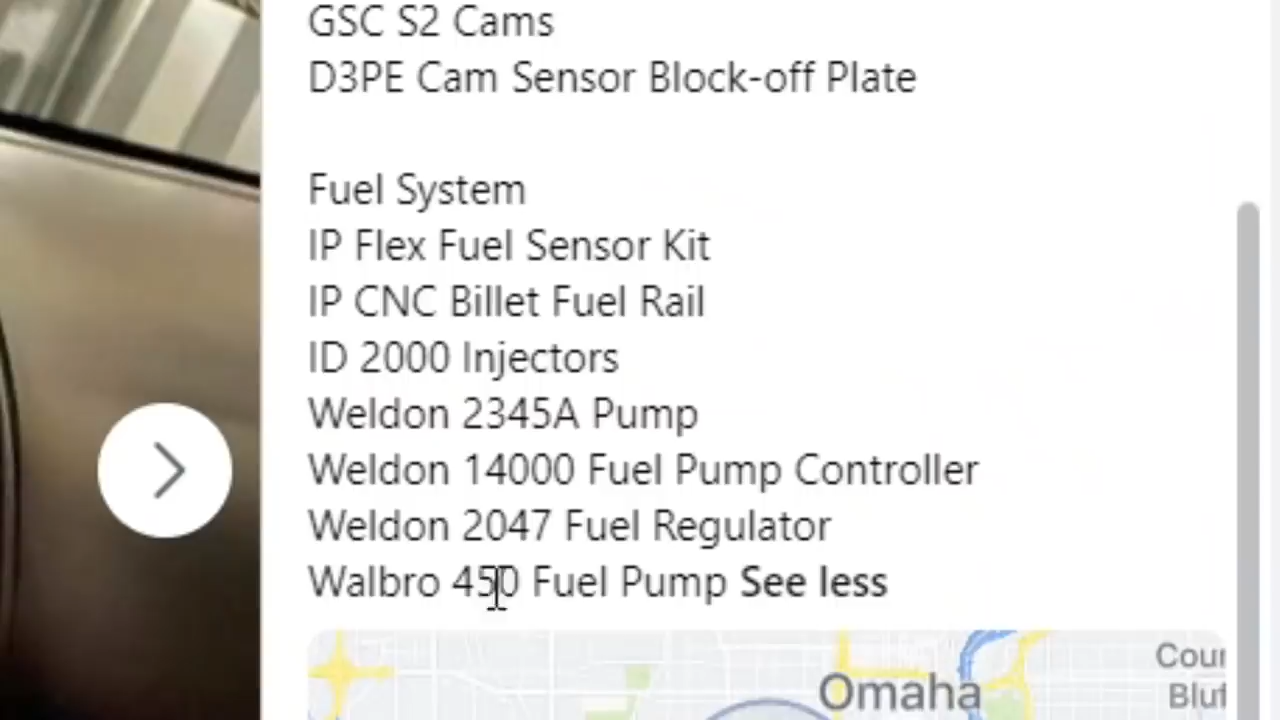 GSC S2 Cams
D3PE Cam Sensor Block-off Plate
Fuel System
IP Flex Fuel Sensor Kit
IP CNC Billet Fuel Rail
ID 2000 Injectors
Weldon 2345A Pump
Weldon 14000 Fuel Pump Controller
Weldon 2047 Fuel Regulator
Walbro 450 Fuel Pump See less
Omaha
Cour
Bluf